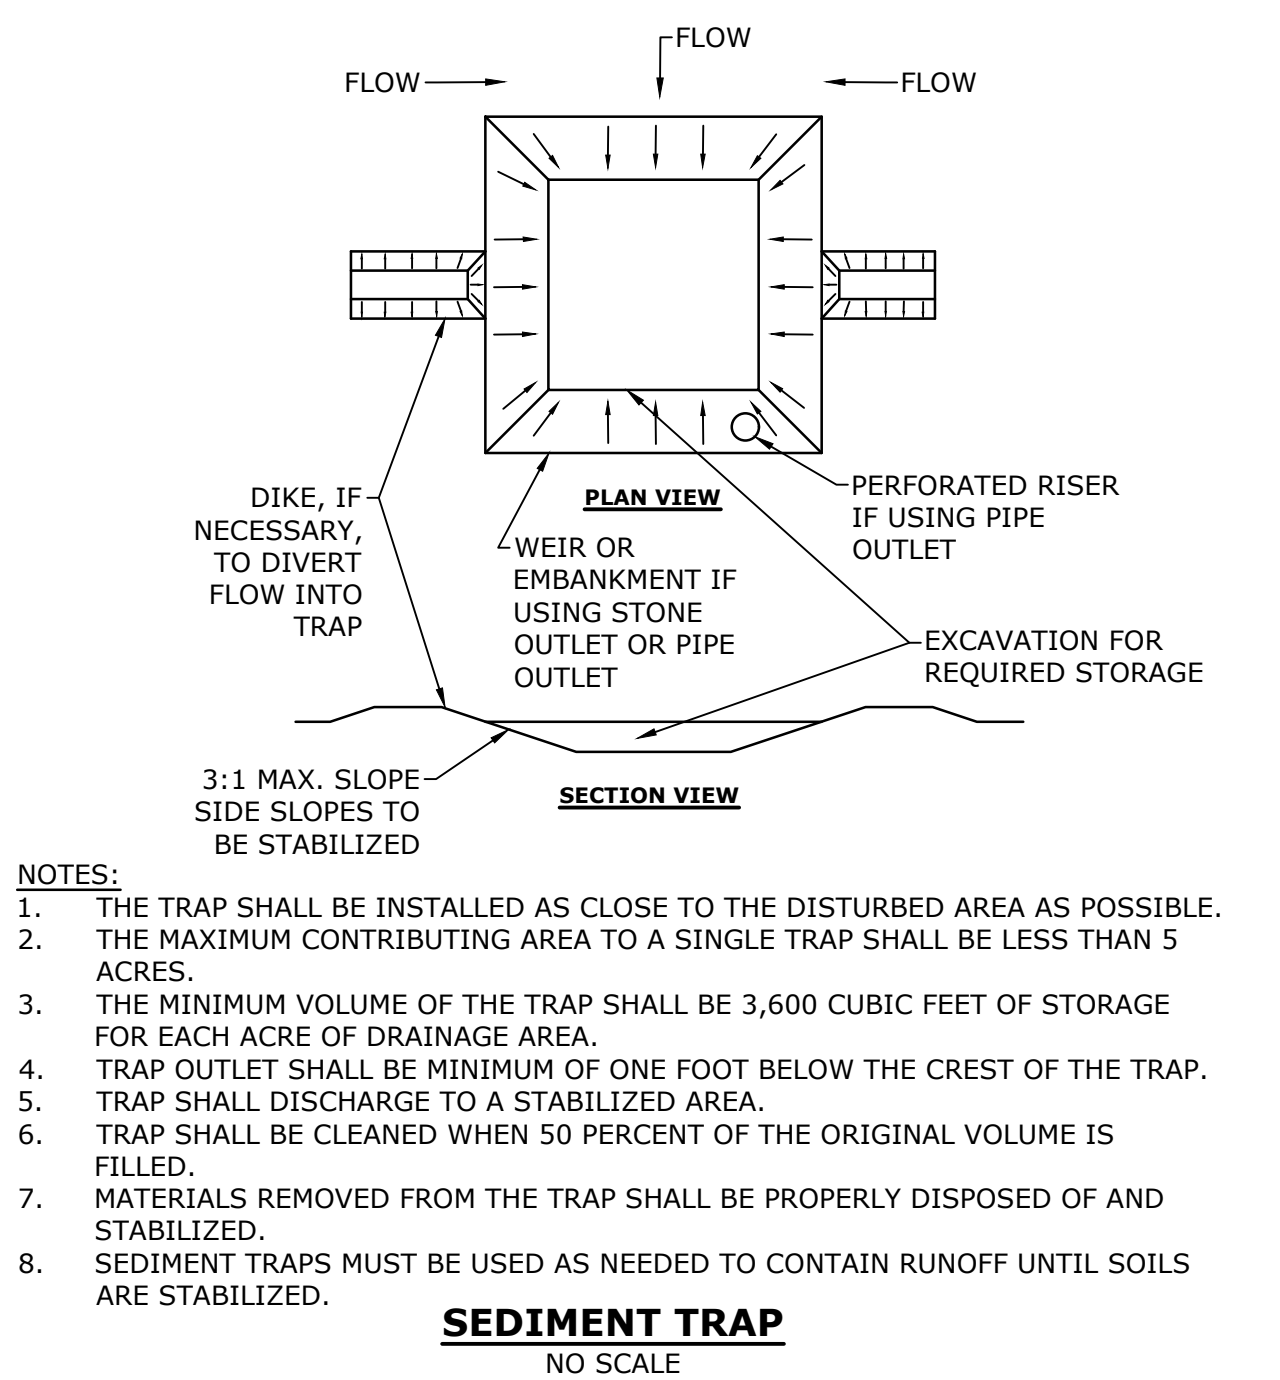 FLOW
FLOW
FLOW
PLAN VIEW
DIKE, IF
NECESSARY,
TO DIVERT
FLOW INTO
TRAP
WEIR OR
EMBANKMENT IF
USING STONE
OUTLET OR PIPE
OUTLET
PERFORATED RISER
IF USING PIPE
OUTLET
EXCAVATION FOR
REQUIRED STORAGE
3:1 MAX. SLOPE
SIDE SLOPES TO
BE STABILIZED
SECTION VIEW
NOTES:
1. THE TRAP SHALL BE INSTALLED AS CLOSE TO THE DISTURBED AREA AS POSSIBLE.
2. THE MAXIMUM CONTRIBUTING AREA TO A SINGLE TRAP SHALL BE LESS THAN 5
ACRES.
3. THE MINIMUM VOLUME OF THE TRAP SHALL BE 3,600 CUBIC FEET OF STORAGE
FOR EACH ACRE OF DRAINAGE AREA.
4. TRAP OUTLET SHALL BE MINIMUM OF ONE FOOT BELOW THE CREST OF THE TRAP.
5. TRAP SHALL DISCHARGE TO A STABILIZED AREA.
6. TRAP SHALL BE CLEANED WHEN 50 PERCENT OF THE ORIGINAL VOLUME IS
FILLED.
7. MATERIALS REMOVED FROM THE TRAP SHALL BE PROPERLY DISPOSED OF AND
STABILIZED.
8. SEDIMENT TRAPS MUST BE USED AS NEEDED TO CONTAIN RUNOFF UNTIL SOILS
ARE STABILIZED.
SEDIMENT TRAP
NO SCALE